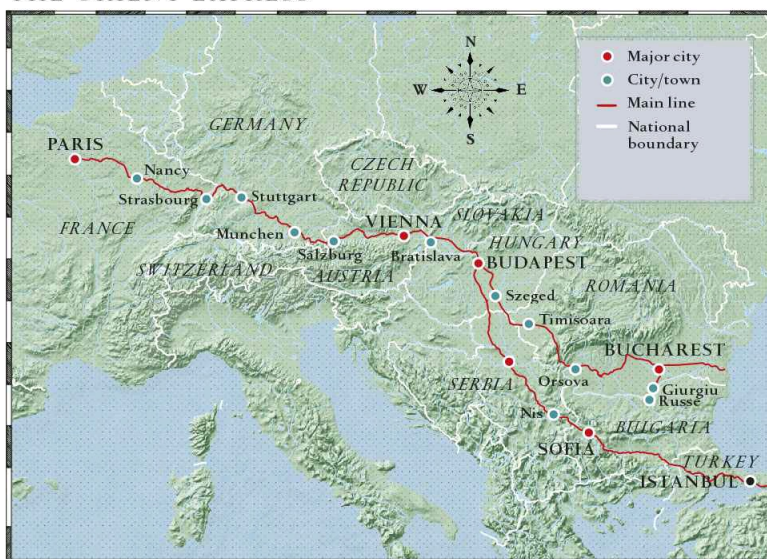 N
W
E
S
Major city
City/town
Main line
National
boundary
PARIS
GERMANY
Nancy
Strasbourg
Stuttgart
CZECH
REPUBLIC
FRANCE
Munchen
VIENNA
SLOVAKIA
Salzburg
Bratislava
HUNGARY
SWITZERLAND
AUSTRIA
BUDAPEST
ROMANIA
Szeged
Timisoara
BUCHAREST
SERBIA
Orsova
Giurgiu
Russe
Nis
BULGARIA
SOFIA
TURKEY
ISTANBUL